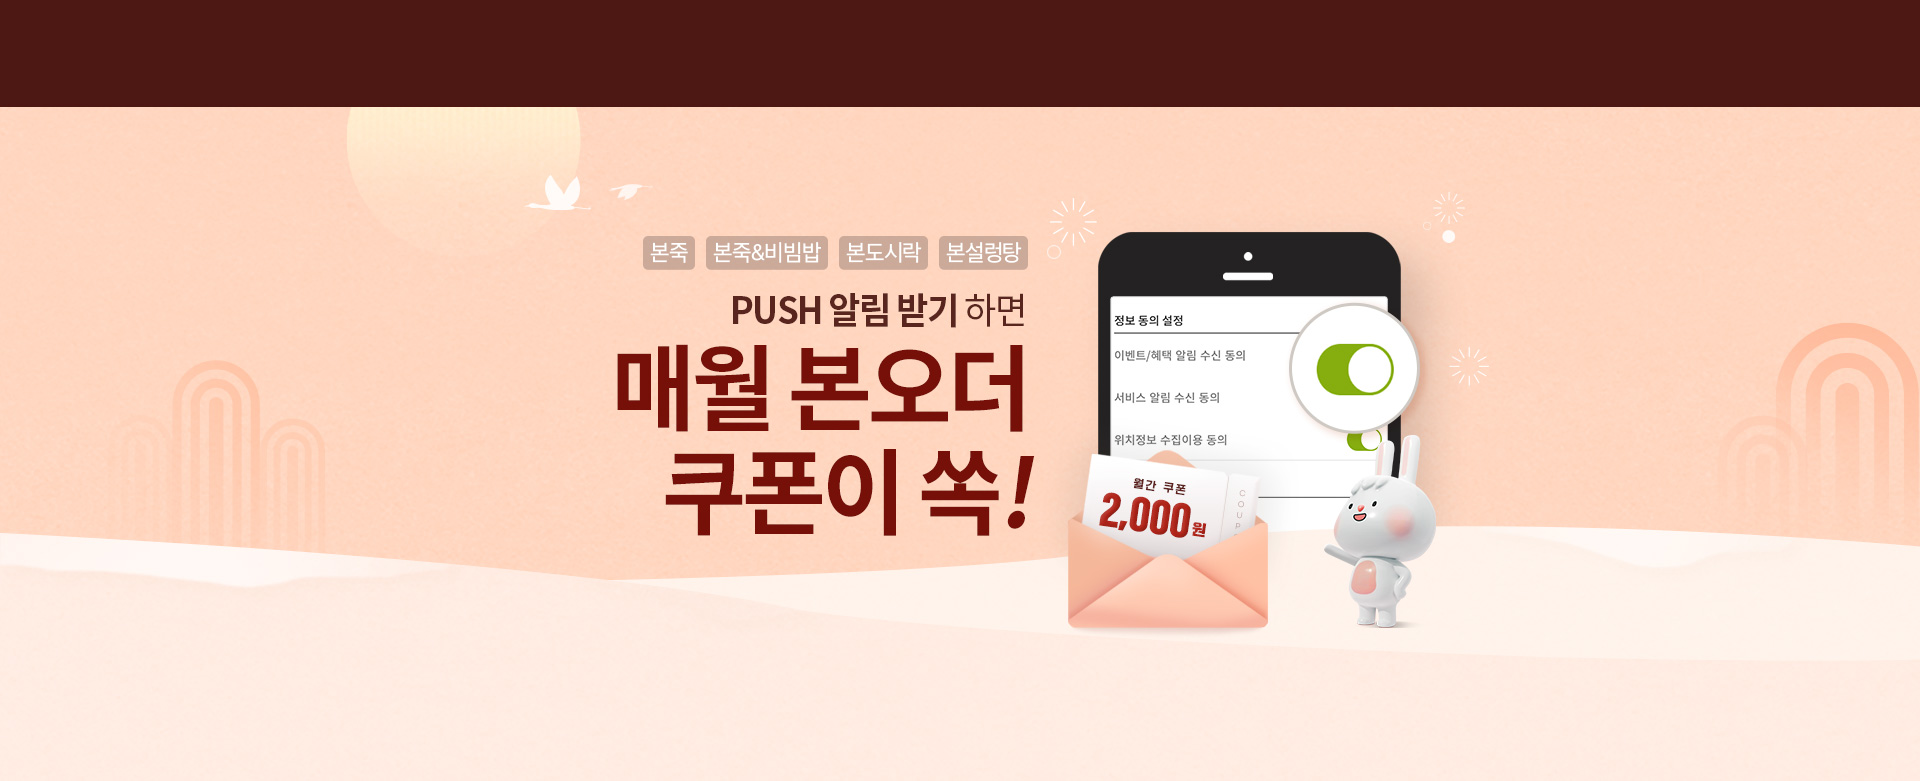 본죽 본죽&비빔밥 본도시락 본설렁탕
PUSH 알림 받기 하면
매월 본오더
쿠폰이 쏙!
정보 동의 설정
이벤트/혜택 알림 수신 동의
서비스 알림 수신 동의
위치정보 수집이용 동의
월간 쿠폰
2,000원
COUP